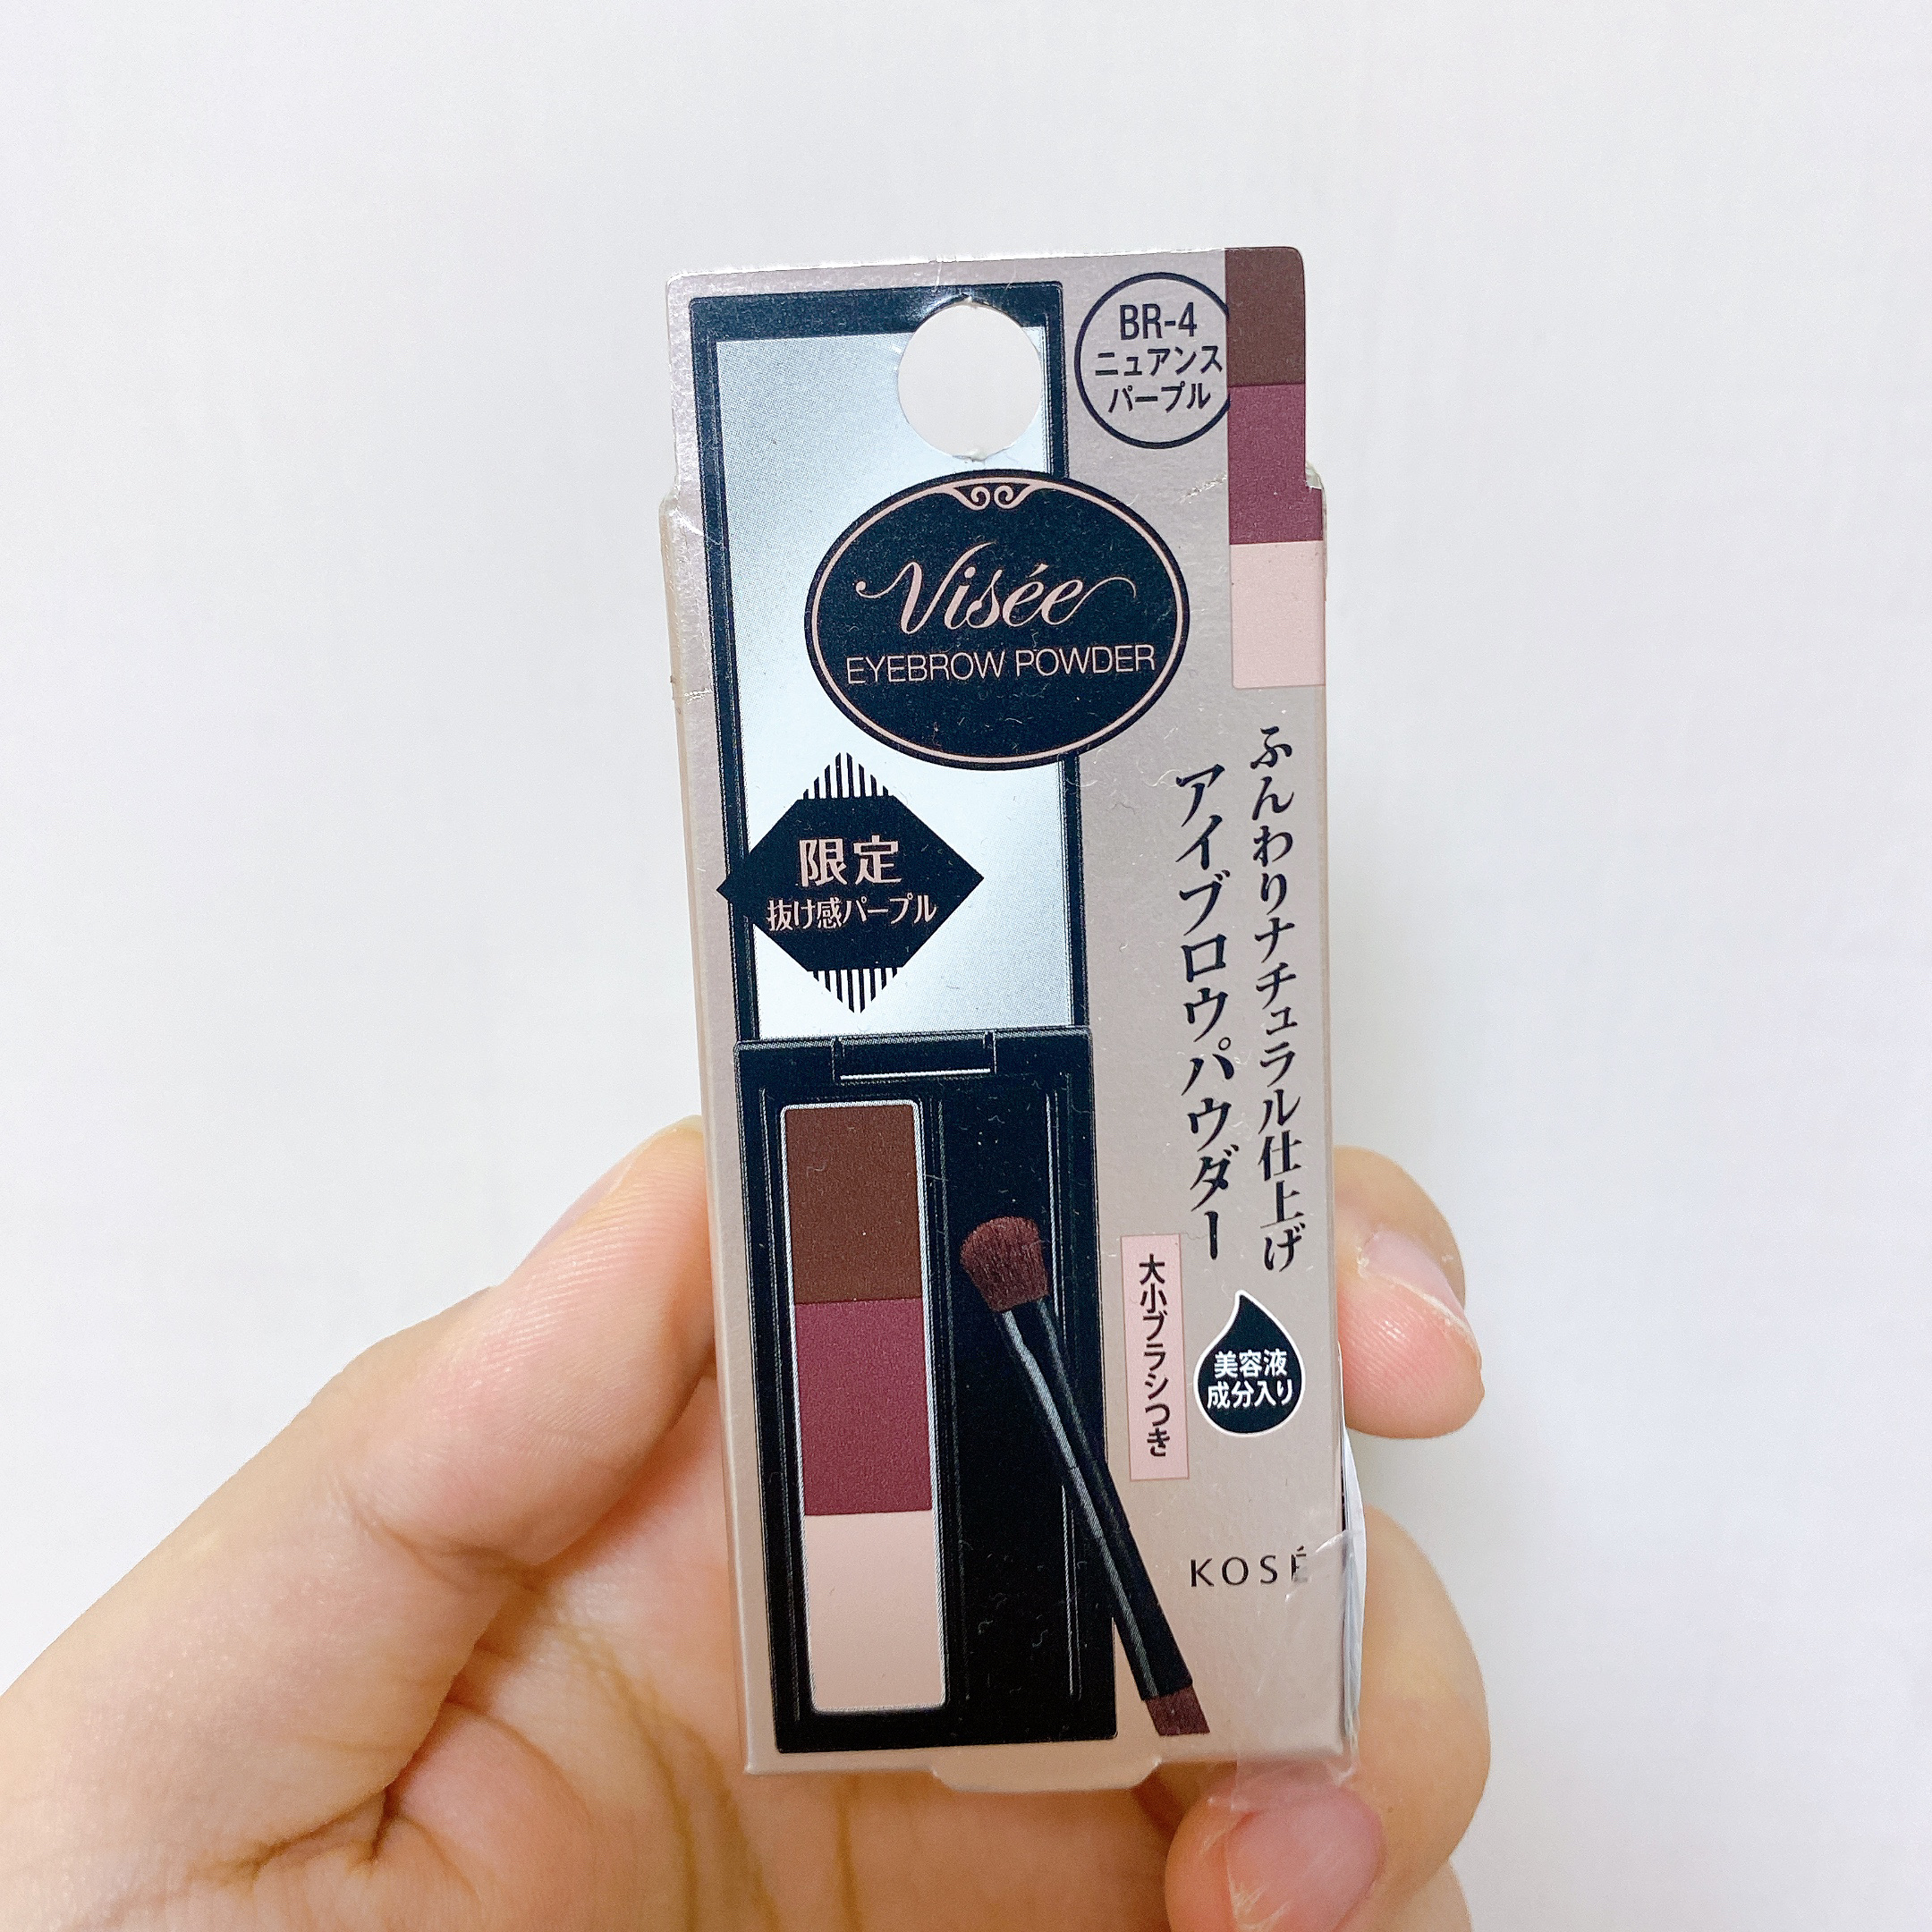 BR-4
ニュアンス
パープル
Visée
EYEBROW POWDER
限定
抜け感パープル
ふんわりナチュラル仕上げ
アイブロウパウダー
大小ブラシつき
美容液
成分入り
KOSÉ